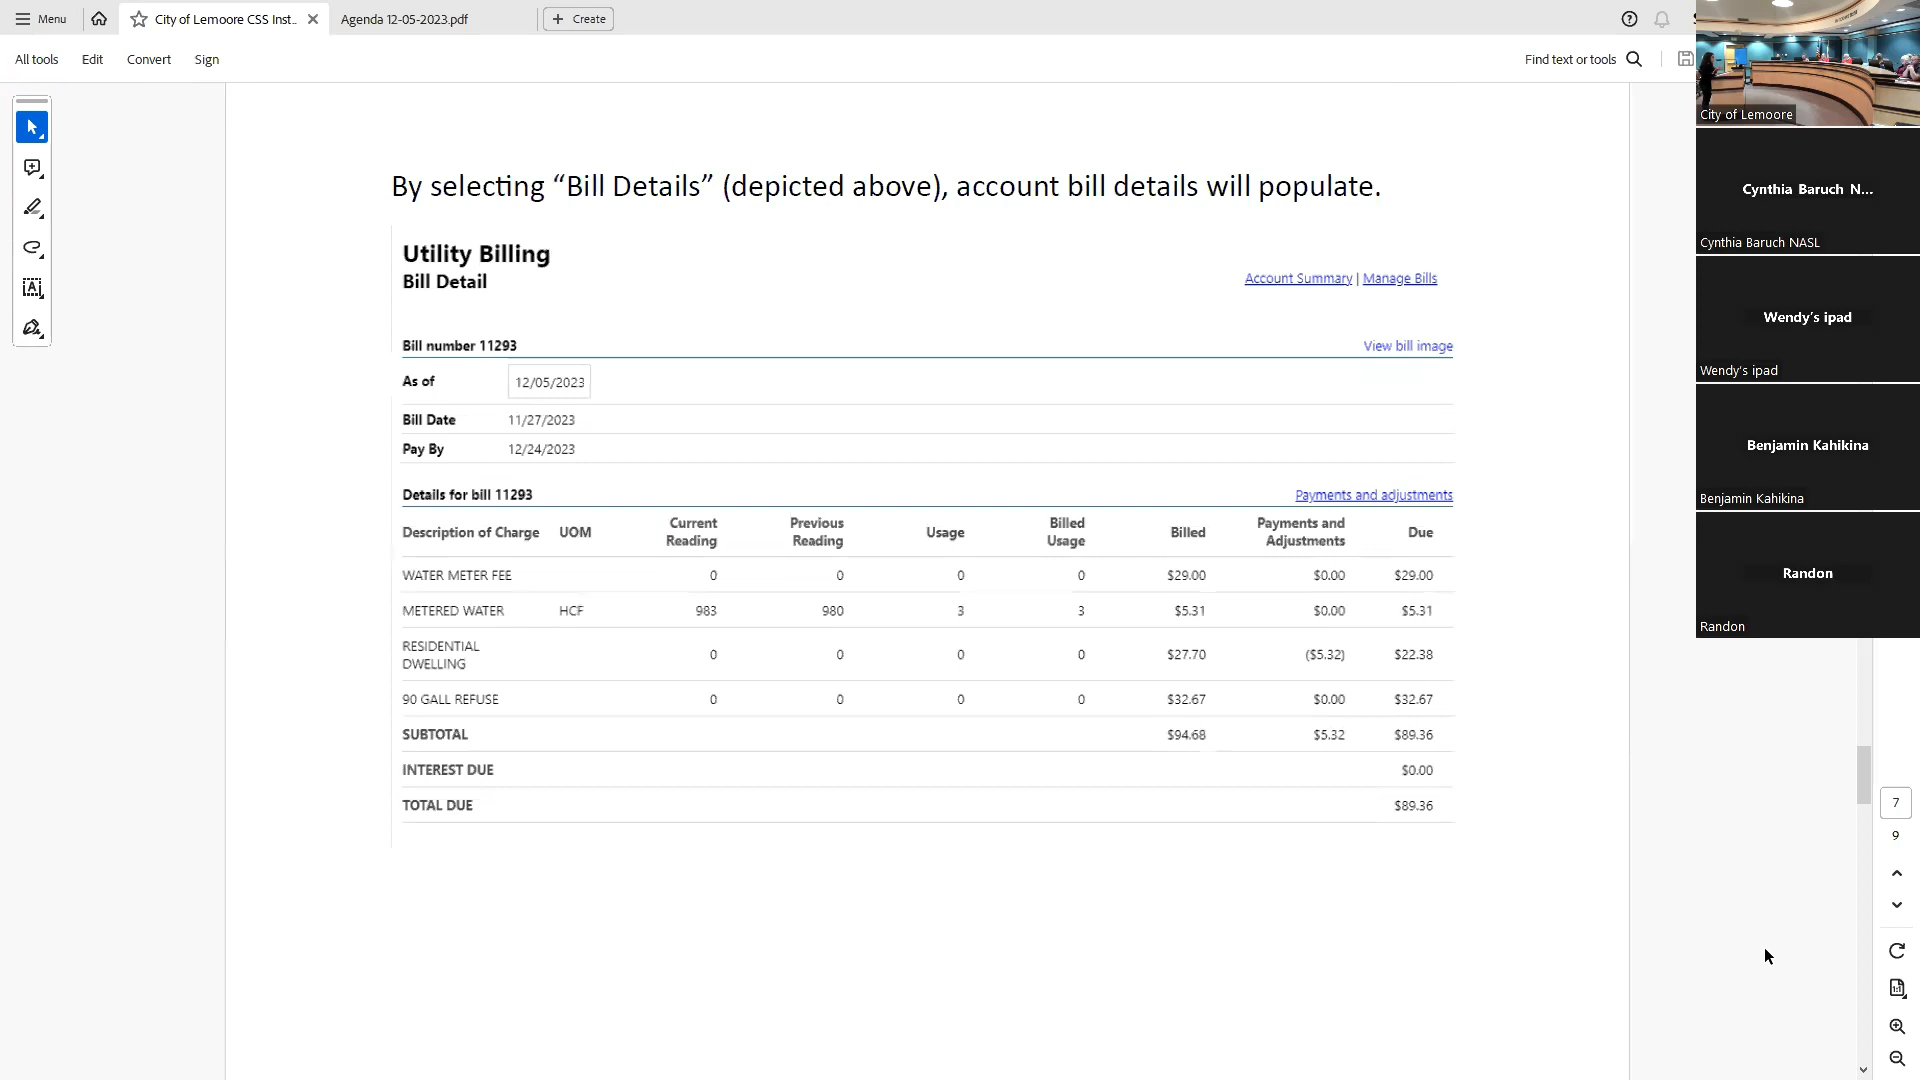 Menu
City of Lemoore CSS Inst..
Agenda 12-05-2023.pdf
Create
All tools
Edit
Convert
Sign
Find text or tools
By selecting “Bill Details” (depicted above), account bill details will populate.
Utility Billing
Bill Detail
Account Summary | Manage Bills
Bill number 11293
View bill image
As of 12/05/2023
Bill Date 11/27/2023
Pay By 12/24/2023
Details for bill 11293
Payments and adjustments
Description of Charge UOM Current Reading Previous Reading Usage Billed Usage Billed Payments and Adjustments Due
WATER METER FEE 0 0 0 0 $29.00 $0.00 $29.00
METERED WATER HCF 983 980 3 3 $5.31 $0.00 $5.31
RESIDENTIAL DWELLING 0 0 0 0 $27.70 ($5.32) $22.38
90 GALL REFUSE 0 0 0 0 $32.67 $0.00 $32.67
SUBTOTAL $94.68 $5.32 $89.36
INTEREST DUE $0.00
TOTAL DUE $89.36
City of Lemoore
Cynthia Baruch N...
Cynthia Baruch NASL
Wendy's ipad
Wendy's ipad
Benjamin Kahikina
Benjamin Kahikina
Randon
Randon
7
9